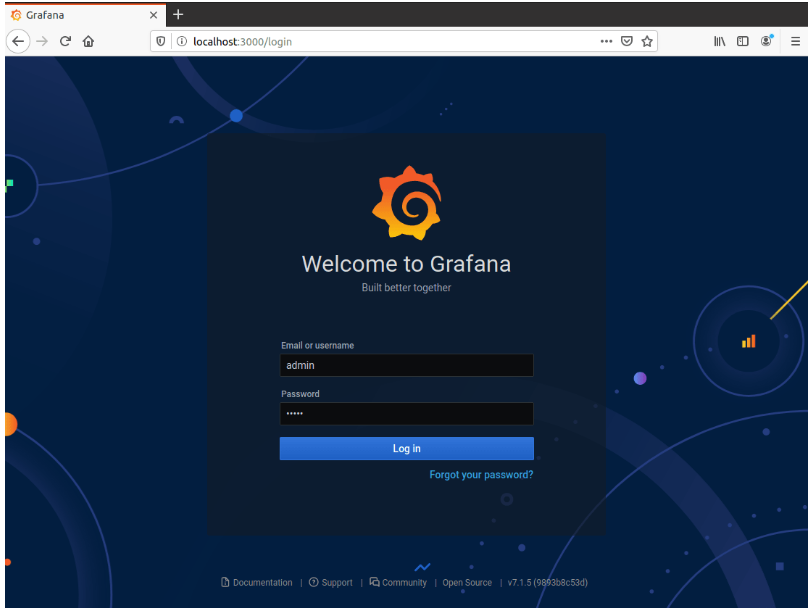 Grafana
localhost:3000/login
Welcome to Grafana
Built better together
Email or username
admin
Password
•••••
Log in
Forgot your password?
Documentation | Support | Community | Open Source | v7.1.5 (9893b8c53d)